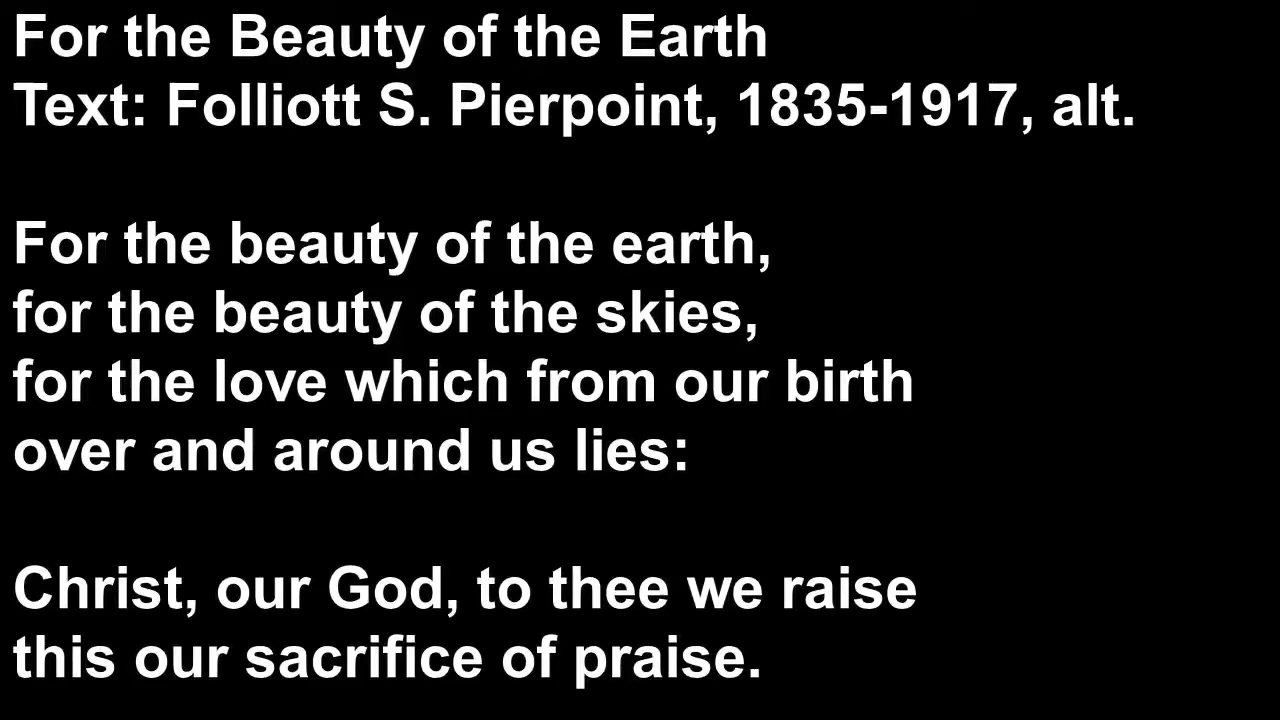 For the Beauty of the Earth
Text: Folliott S. Pierpoint, 1835-1917, alt.
For the beauty of the earth,
for the beauty of the skies,
for the love which from our birth
over and around us lies:
Christ, our God, to thee we raise
this our sacrifice of praise.